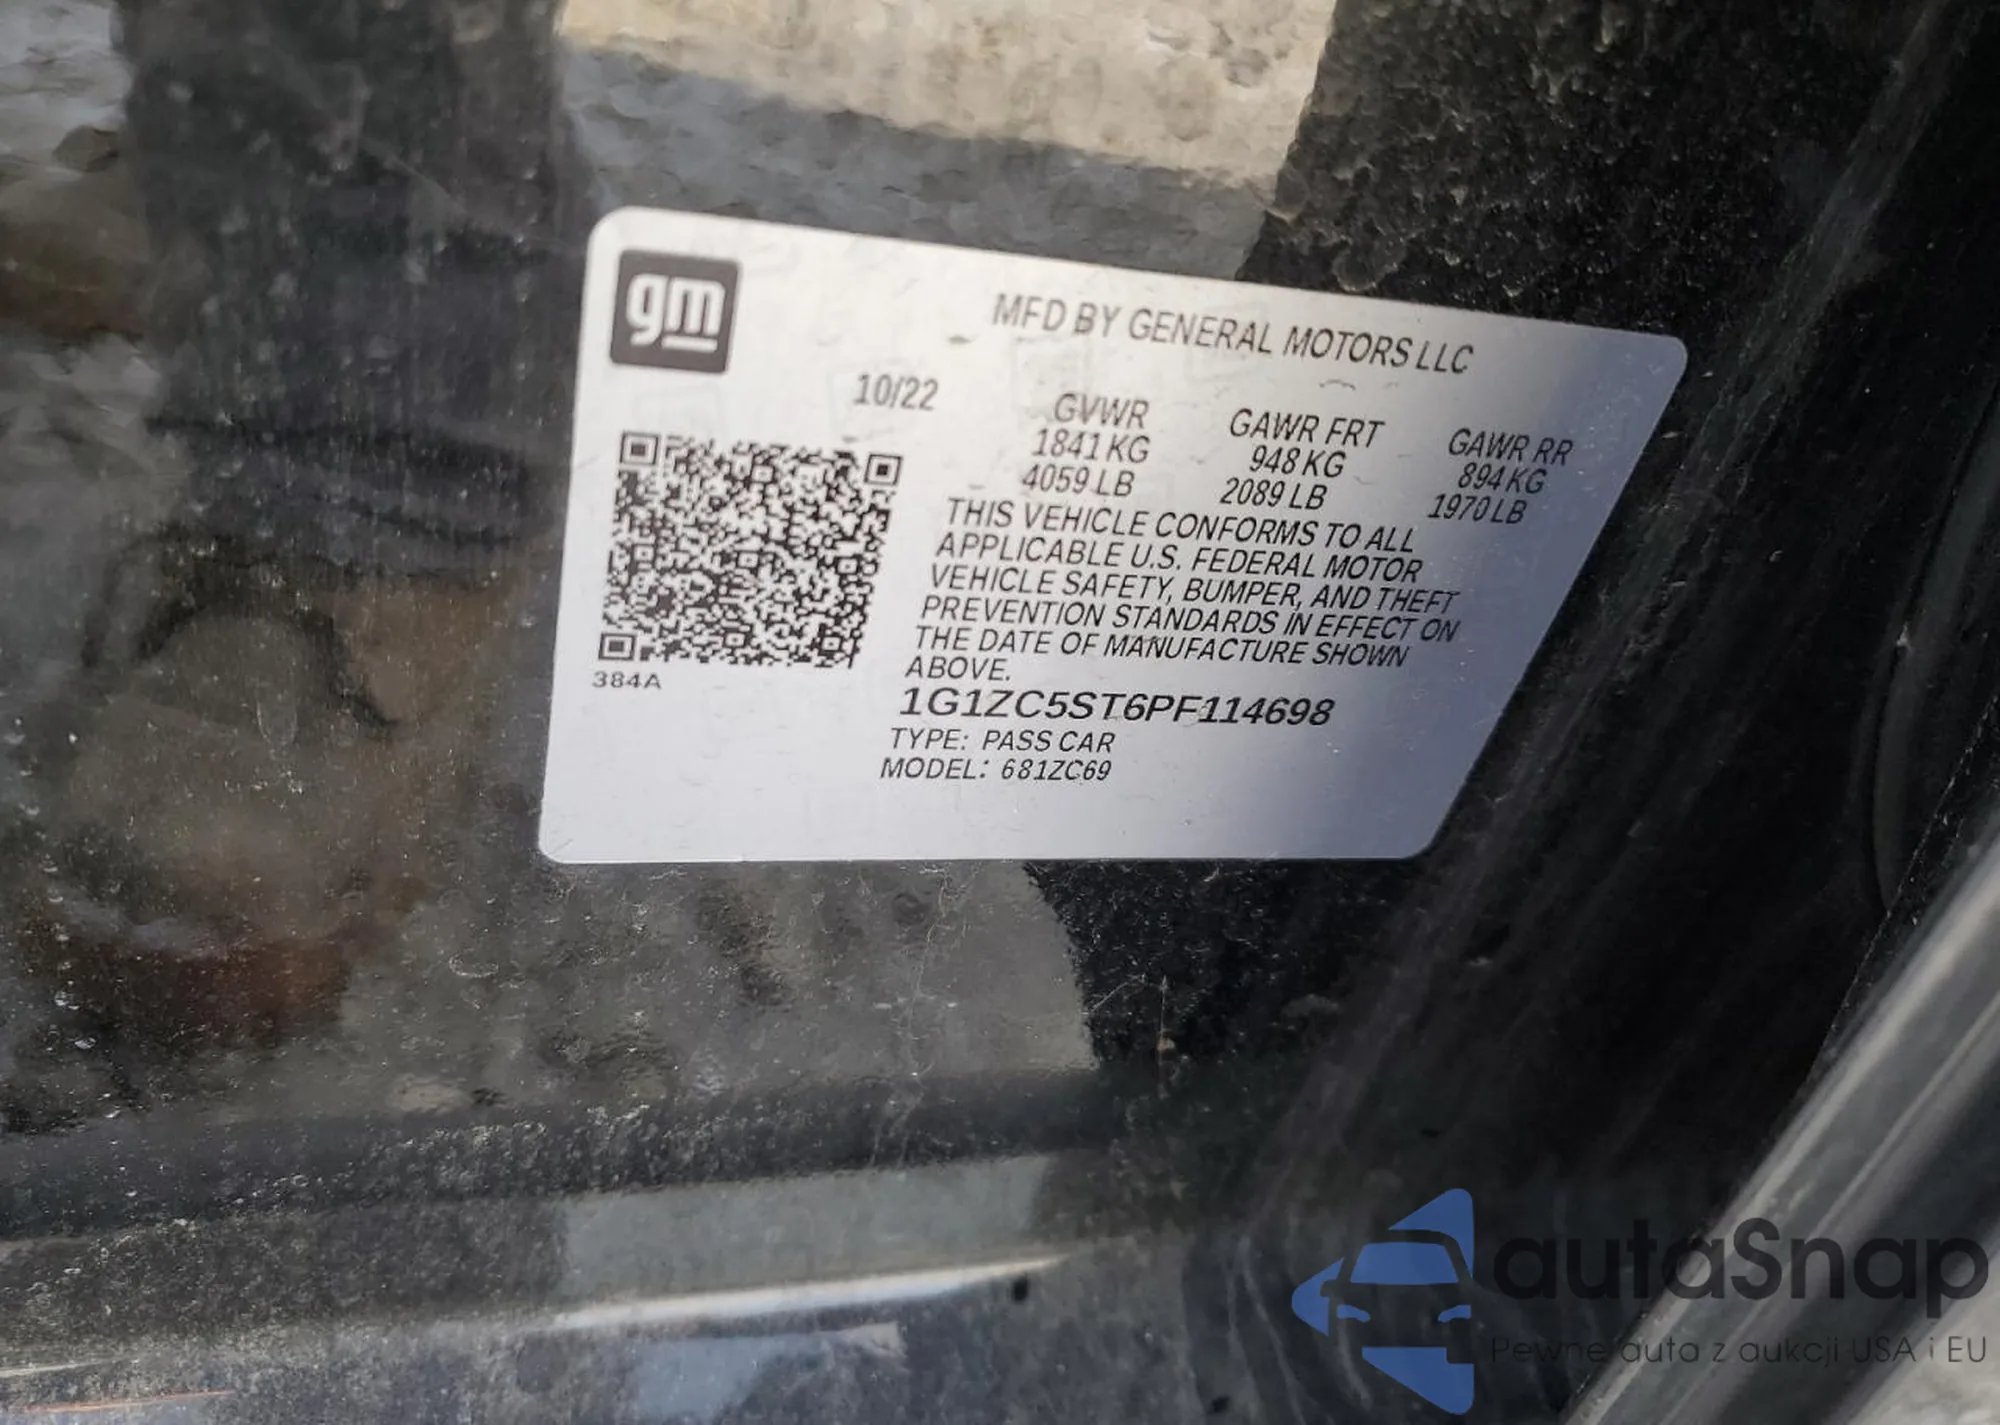 gm
MFD BY GENERAL MOTORS LLC
10/22
GVWR GAWR FRT GAWR RR
1841 KG 948 KG 894 KG
4059 LB 2089 LB 1970 LB
THIS VEHICLE CONFORMS TO ALL
APPLICABLE U.S. FEDERAL MOTOR
VEHICLE SAFETY, BUMPER, AND THEFT
PREVENTION STANDARDS IN EFFECT ON
THE DATE OF MANUFACTURE SHOWN
ABOVE.
384A
1G1ZC5ST6PF114698
TYPE: PASS CAR
MODEL: 681ZC69
autaSnap
Pewne auta z aukcji USA i EU